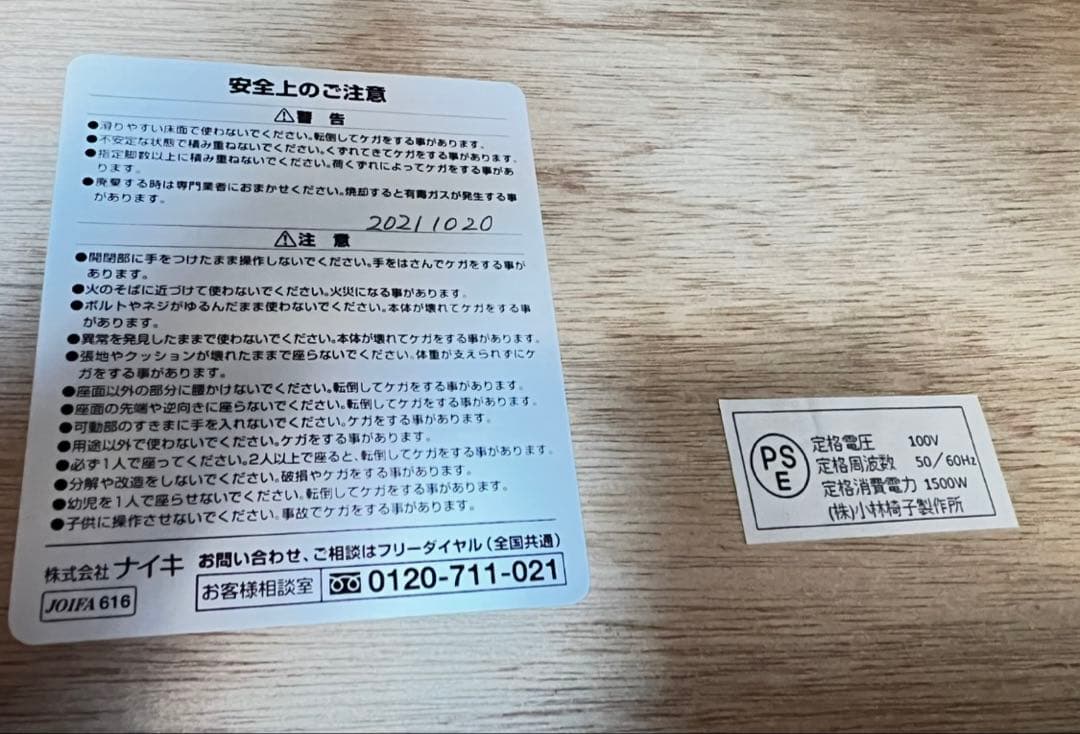 安全上のご注意
⚠警 告
●滑りやすい床面で使わないでください。転倒してケガをする事があります。
●不安定な状態で積み重ねないでください。くずれてきてケガをする事があります。
●指定脚数以上に積み重ねないでください。荷くずれによってケガをする事があ
ります。
●廃棄する時は専門業者におまかせください。焼却すると有毒ガスが発生する事
があります。
20211020
⚠注 意
●開閉部に手をつけたまま操作しないでください。手をはさんでケガをする事が
あります。
●火のそばに近づけて使わないでください。火災になる事があります。
●ボルトやネジがゆるんだまま使わないでください。本体が壊れてケガをする事
があります。
●異常を発見したままで使わないでください。本体が壊れてケガをする事があります。
●張地やクッションが壊れたままで座らないでください。体重が支えられずにケ
ガをする事があります。
●座面以外の部分に腰かけないでください。転倒してケガをする事があります。
●座面の先端や逆向きに座らないでください。転倒してケガをする事があります。
●可動部のすきまに手を入れないでください。ケガをする事があります。
●用途以外で使わないでください。ケガをする事があります。
●必ず1人で座ってください。2人以上で座ると、転倒してケガをする事があります。
●分解や改造をしないでください。破損やケガをする事があります。
●幼児を1人で座らせないでください。転倒してケガをする事があります。
●子供に操作させないでください。事故でケガをする事があります。
株式会社 ナイキ
JOIFA 616
お問い合わせ、ご相談はフリーダイヤル(全国共通)
お客様相談室 0120-711-021
PSE
定格電圧 100V
定格周波数 50/60Hz
定格消費電力 1500W
(株)小林椅子製作所